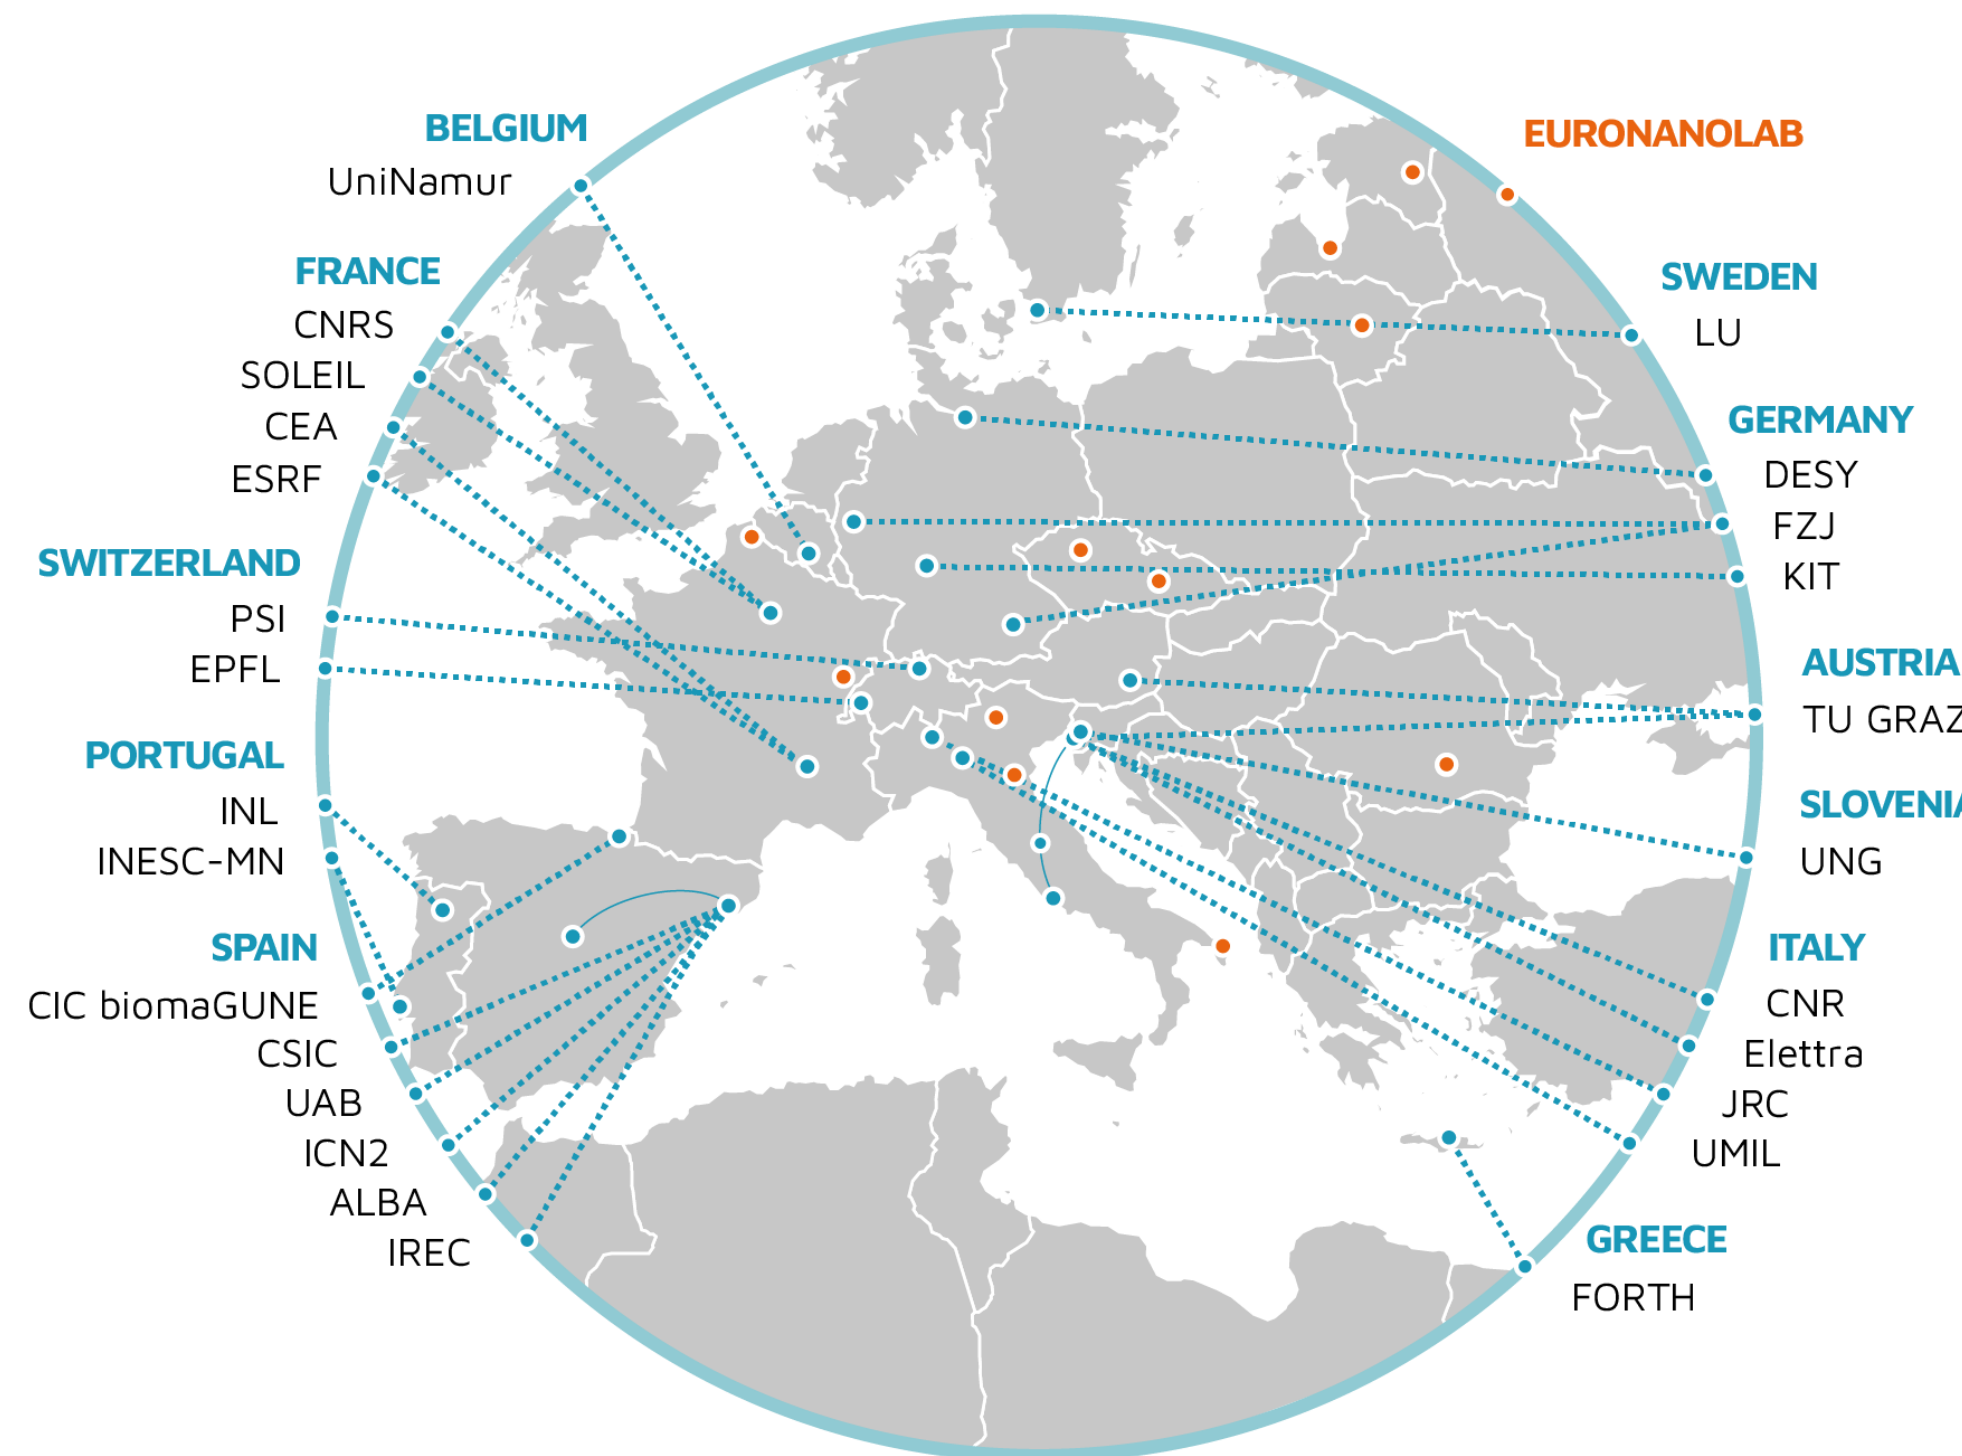 BELGIUM
UniNamur
FRANCE
CNRS
SOLEIL
CEA
ESRF
SWITZERLAND
PSI
EPFL
PORTUGAL
INL
INESC-MN
SPAIN
CIC biomaGUNE
CSIC
UAB
ICN2
ALBA
IREC
EURONANOLAB
SWEDEN
LU
GERMANY
DESY
FZJ
KIT
AUSTRIA
TU GRAZ
SLOVENIA
UNG
ITALY
CNR
Elettra
JRC
UMIL
GREECE
FORTH